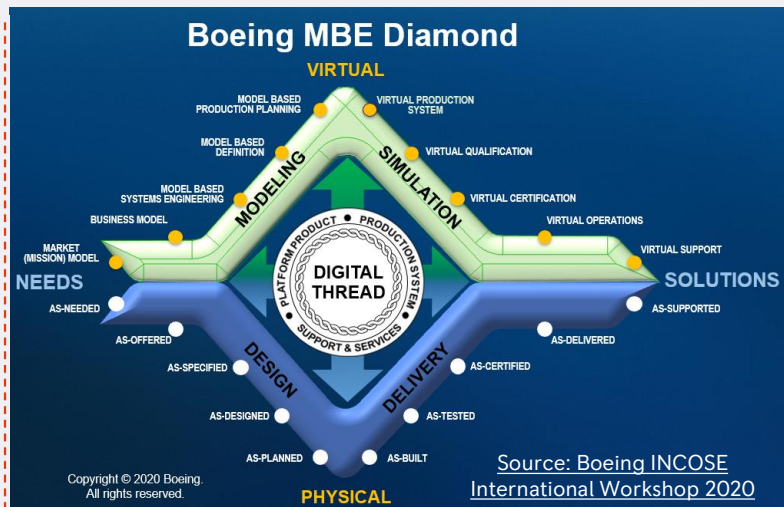 Boeing MBE Diamond
VIRTUAL
MODEL BASED
PRODUCTION PLANNING
VIRTUAL PRODUCTION
SYSTEM
MODEL BASED
DEFINITION
VIRTUAL QUALIFICATION
MODEL BASED
SYSTEMS ENGINEERING
VIRTUAL CERTIFICATION
MODELING
SIMULATION
BUSINESS MODEL
VIRTUAL OPERATIONS
MARKET
(MISSION) MODEL
VIRTUAL SUPPORT
NEEDS
SOLUTIONS
PLATFORM PRODUCT • PRODUCTION SYSTEM • SUPPORT & SERVICES •
DIGITAL
THREAD
AS-NEEDED
AS-SUPPORTED
AS-OFFERED
AS-DELIVERED
AS-SPECIFIED
AS-CERTIFIED
DESIGN
DELIVERY
AS-DESIGNED
AS-TESTED
AS-PLANNED
AS-BUILT
Copyright © 2020 Boeing.
All rights reserved.
PHYSICAL
Source: Boeing INCOSE
International Workshop 2020